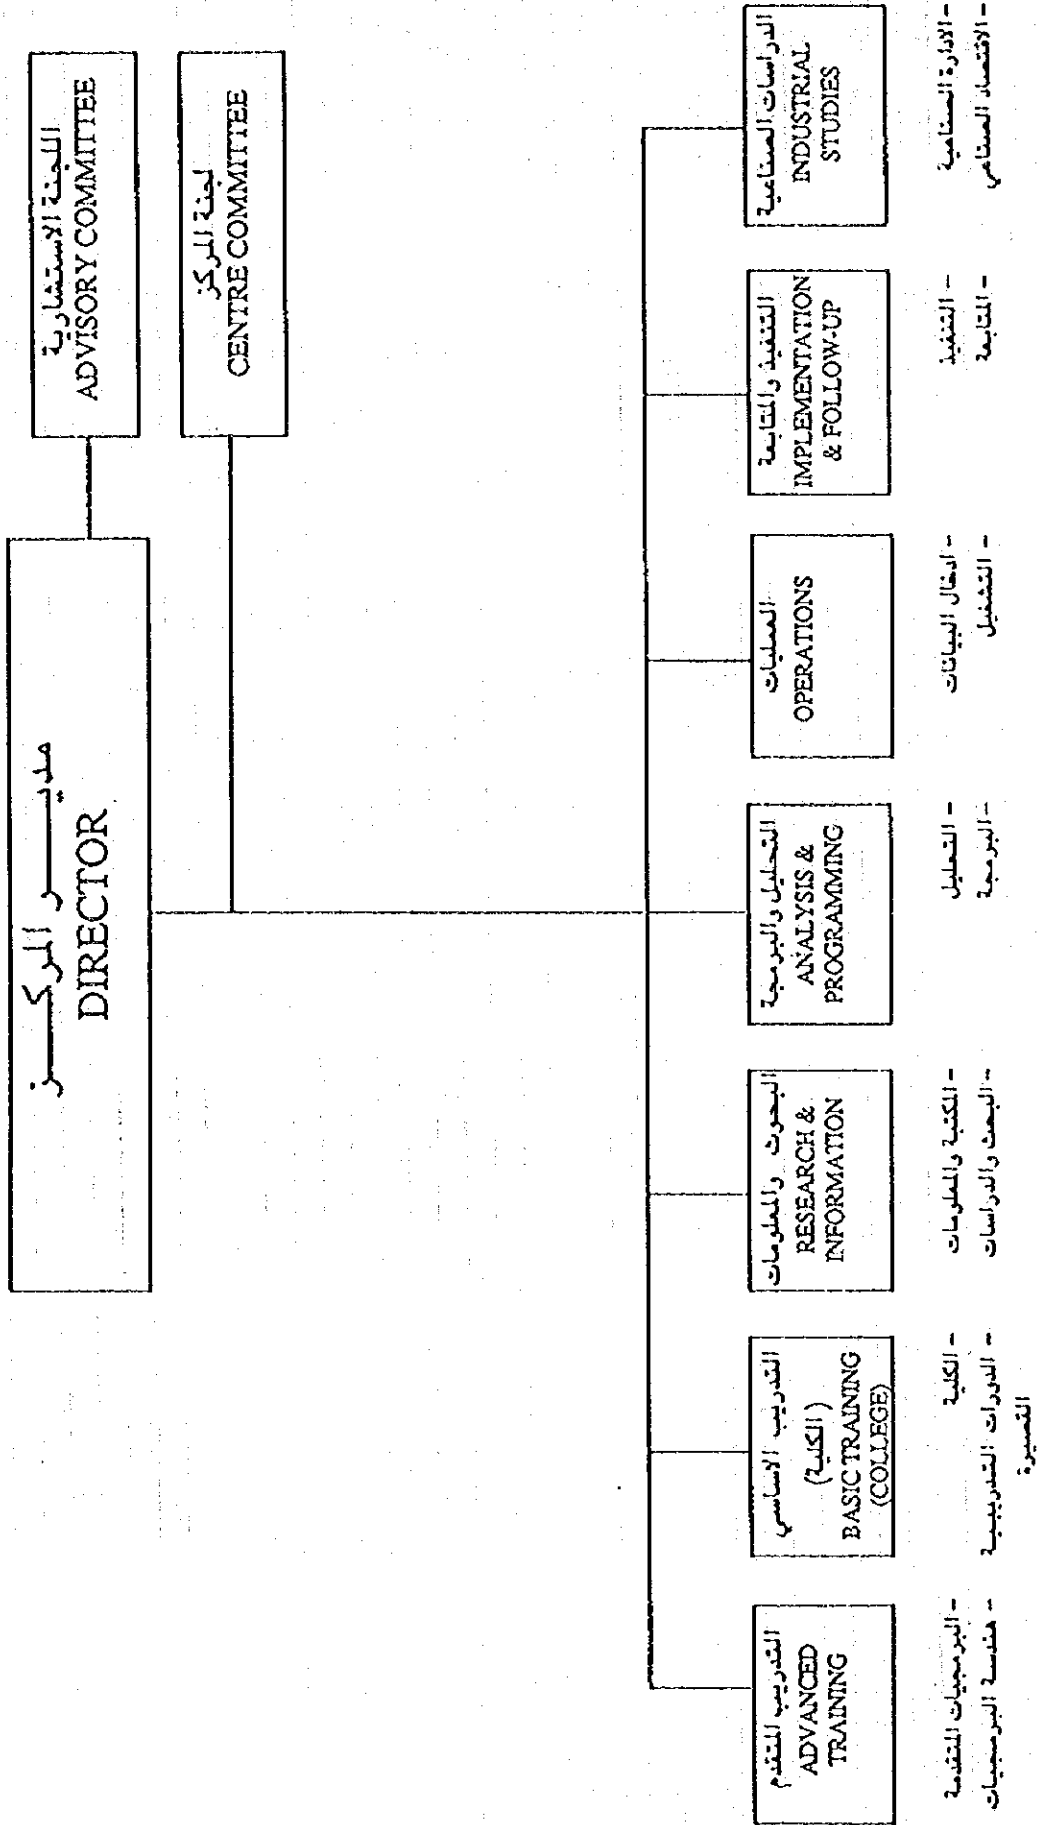 مديـــر المركـــز
DIRECTOR
اللجنة الاستشارية
ADVISORY COMMITTEE
لجنة المركز
CENTRE COMMITTEE
التدريب المتقدم
ADVANCED
TRAINING
- البرمجيات المتقدمة
- هندسة البرمجيات
التدريب الاساسي
(الكلية)
BASIC TRAINING
(COLLEGE)
- الكلية
- الدورات التدريبية
القصيرة
البحوث والمعلومات
RESEARCH &
INFORMATION
- المكتبة والمعلومات
- البحث والدراسات
التحليل والبرمجة
ANALYSIS &
PROGRAMMING
- التحليل
- البرمجة
العمليات
OPERATIONS
- ادخال البيانات
- التشغيل
التنفيذ والمتابعة
IMPLEMENTATION
& FOLLOW-UP
- التنفيذ
- المتابعة
الدراسات الصناعية
INDUSTRIAL
STUDIES
- الادارة الصناعية
- الاقتصاد الصناعي